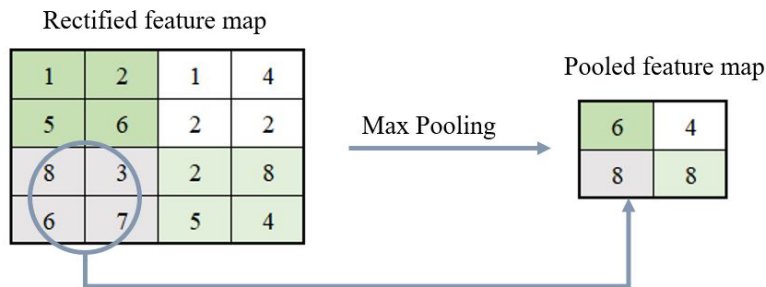 Rectified feature map
1 2 1 4
5 6 2 2
8 3 2 8
6 7 5 4
Max Pooling
Pooled feature map
6 4
8 8